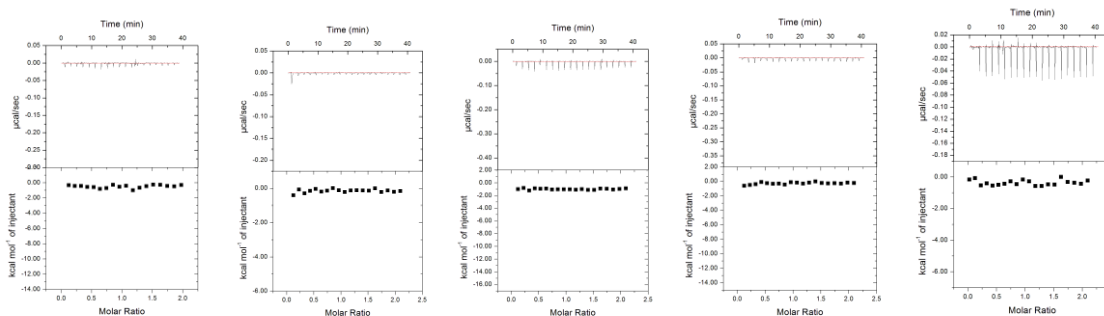 Time (min)
0 10 20 30 40
0.05
0.00
-0.05
-0.10
-0.15
-0.20
-0.25
µcal/sec
0.00
-2.00
-4.00
-6.00
-8.00
-10.00
-12.00
-14.00
kcal mol⁻¹ of injectant
0.0 0.5 1.0 1.5 2.0
Molar Ratio
Time (min)
0 10 20 30 40
0.05
0.00
-0.05
-0.10
-0.15
-0.20
µcal/sec
0.00
-2.00
-4.00
-6.00
kcal mol⁻¹ of injectant
0.0 0.5 1.0 1.5 2.0 2.5
Molar Ratio
Time (min)
0 10 20 30 40
0.00
-0.10
-0.20
-0.30
-0.40
µcal/sec
2.00
0.00
-2.00
-4.00
-6.00
-8.00
-10.00
-12.00
-14.00
-16.00
kcal mol⁻¹ of injectant
0.0 0.5 1.0 1.5 2.0 2.5
Molar Ratio
Time (min)
0 10 20 30 40
0.05
0.00
-0.05
-0.10
-0.15
-0.20
-0.25
-0.30
-0.35
µcal/sec
2.00
0.00
-2.00
-4.00
-6.00
-8.00
-10.00
-12.00
-14.00
kcal mol⁻¹ of injectant
0.0 0.5 1.0 1.5 2.0 2.5
Molar Ratio
Time (min)
0 10 20 30 40
0.02
0.00
-0.02
-0.04
-0.06
-0.08
-0.10
-0.12
-0.14
-0.16
-0.18
µcal/sec
0.00
-2.00
-4.00
-6.00
kcal mol⁻¹ of injectant
0.0 0.5 1.0 1.5 2.0
Molar Ratio